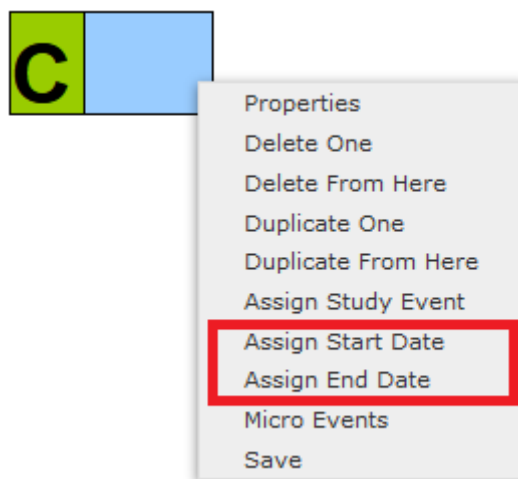 C
Properties
Delete One
Delete From Here
Duplicate One
Duplicate From Here
Assign Study Event
Assign Start Date
Assign End Date
Micro Events
Save